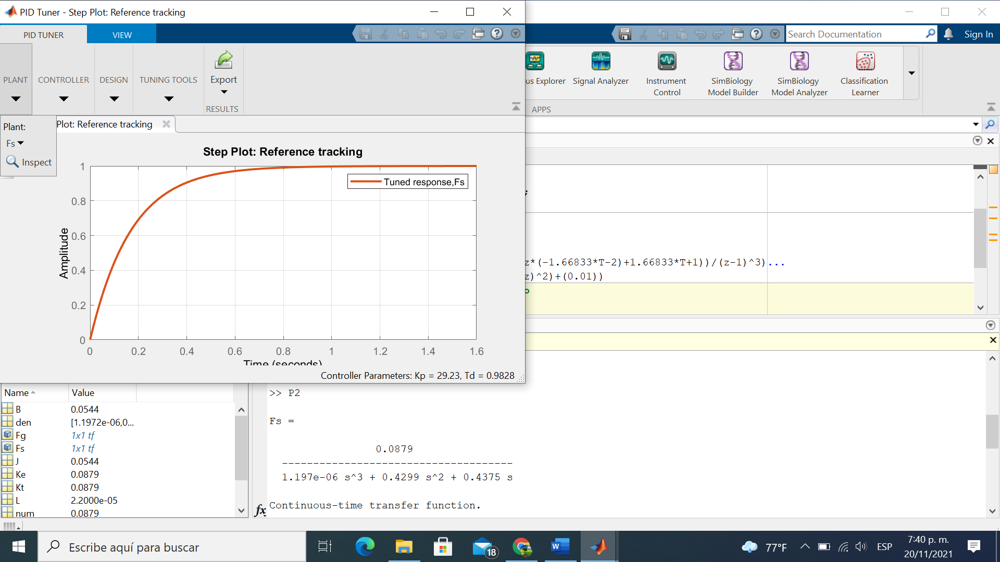 PID Tuner - Step Plot: Reference tracking
PID TUNER
VIEW
Search Documentation
Sign In
PLANT
CONTROLLER
DESIGN
TUNING TOOLS
Export
RESULTS
us Explorer
Signal Analyzer
Instrument
Control
SimBiology
Model Builder
SimBiology
Model Analyzer
Classification
Learner
APPS
Plant:
Fs
Inspect
Plot: Reference tracking
Step Plot: Reference tracking
Tuned response,Fs
Amplitude
1
0.8
0.6
0.4
0.2
0
0 0.2 0.4 0.6 0.8 1 1.2 1.4 1.6
Time (seconds)
Controller Parameters: Kp = 29.23, Td = 0.9828
;
z*(-1.66833*T-2)+1.66833*T+1))/(z-1)^3)...
z)^2)+(0.01))
Name Value
B 0.0544
den [1.1972e-06,0...
Fg 1x1 tf
Fs 1x1 tf
J 0.0544
Ke 0.0879
Kt 0.0879
L 2.2000e-05
num 0.0879
>> P2
Fs =
0.0879
-------------------------------------
1.197e-06 s^3 + 0.4299 s^2 + 0.4375 s
Continuous-time transfer function.
fx
Escribe aquí para buscar
18
77°F
ESP
7:40 p. m.
20/11/2021